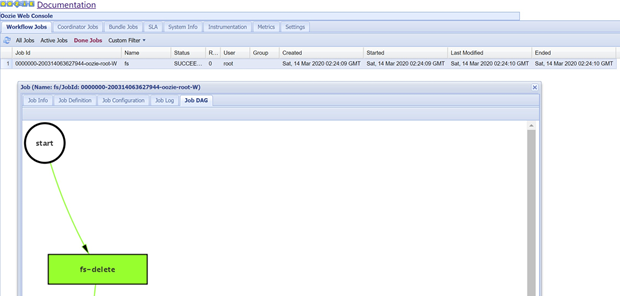 Documentation
Oozie Web Console
Workflow Jobs Coordinator Jobs Bundle Jobs SLA System Info Instrumentation Metrics Settings
All Jobs Active Jobs Done Jobs Custom Filter
Job Id Name Status R... User Group Created Started Last Modified Ended
1 0000000-200314063627944-oozie-root-W fs SUCCEE... 0 root Sat, 14 Mar 2020 02:24:09 GMT Sat, 14 Mar 2020 02:24:09 GMT Sat, 14 Mar 2020 02:24:10 GMT Sat, 14 Mar 2020 02:24:10 GMT
Job (Name: fs/JobId: 0000000-200314063627944-oozie-root-W)
Job Info Job Definition Job Configuration Job Log Job DAG
start
fs-delete